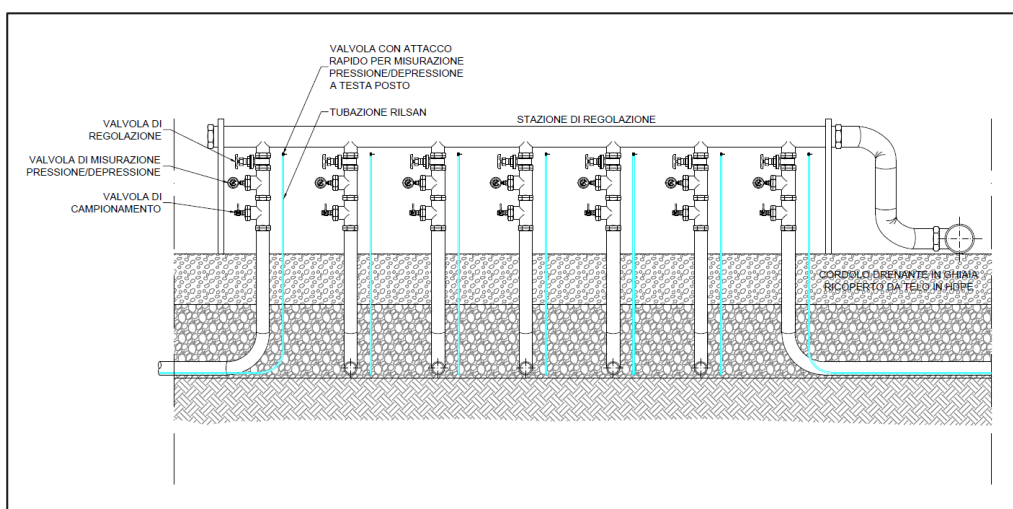 VALVOLA CON ATTACCO
RAPIDO PER MISURAZIONE
PRESSIONE/DEPRESSIONE
A TESTA POSTO
TUBAZIONE RILSAN
STAZIONE DI REGOLAZIONE
VALVOLA DI
REGOLAZIONE
VALVOLA DI MISURAZIONE
PRESSIONE/DEPRESSIONE
VALVOLA DI
CAMPIONAMENTO
CORDOLO DRENANTE IN GHIAIA
RICOPERTO DA TELO IN HDPE